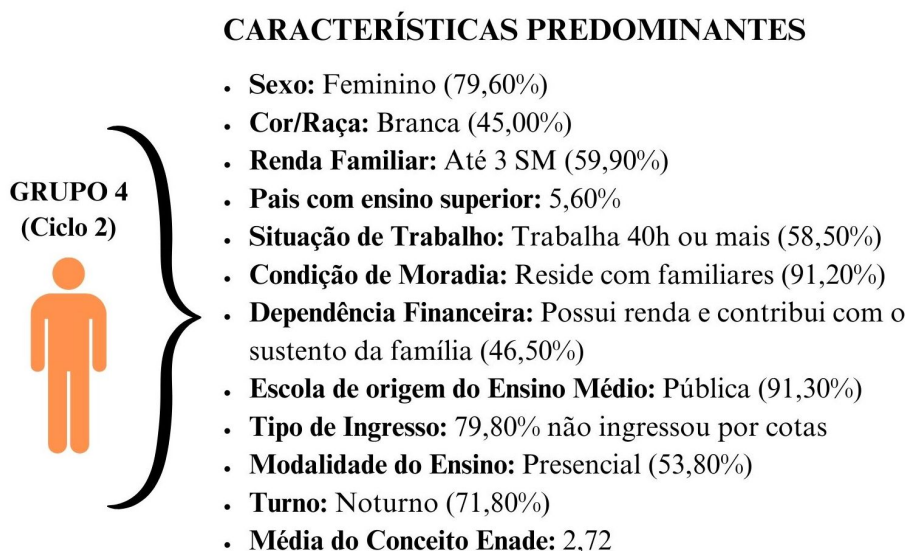 CARACTERÍSTICAS PREDOMINANTES
GRUPO 4
(Ciclo 2)
• Sexo: Feminino (79,60%)
• Cor/Raça: Branca (45,00%)
• Renda Familiar: Até 3 SM (59,90%)
• Pais com ensino superior: 5,60%
• Situação de Trabalho: Trabalha 40h ou mais (58,50%)
• Condição de Moradia: Reside com familiares (91,20%)
• Dependência Financeira: Possui renda e contribui com o
sustento da família (46,50%)
• Escola de origem do Ensino Médio: Pública (91,30%)
• Tipo de Ingresso: 79,80% não ingressou por cotas
• Modalidade do Ensino: Presencial (53,80%)
• Turno: Noturno (71,80%)
• Média do Conceito Enade: 2,72